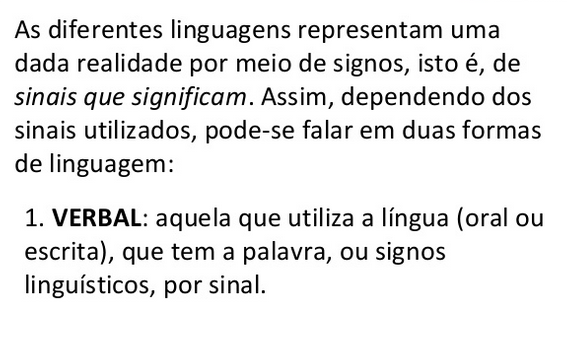 As diferentes linguagens representam uma
dada realidade por meio de signos, isto é, de
sinais que significam. Assim, dependendo dos
sinais utilizados, pode-se falar em duas formas
de linguagem:
1. VERBAL: aquela que utiliza a língua (oral ou
escrita), que tem a palavra, ou signos
linguísticos, por sinal.